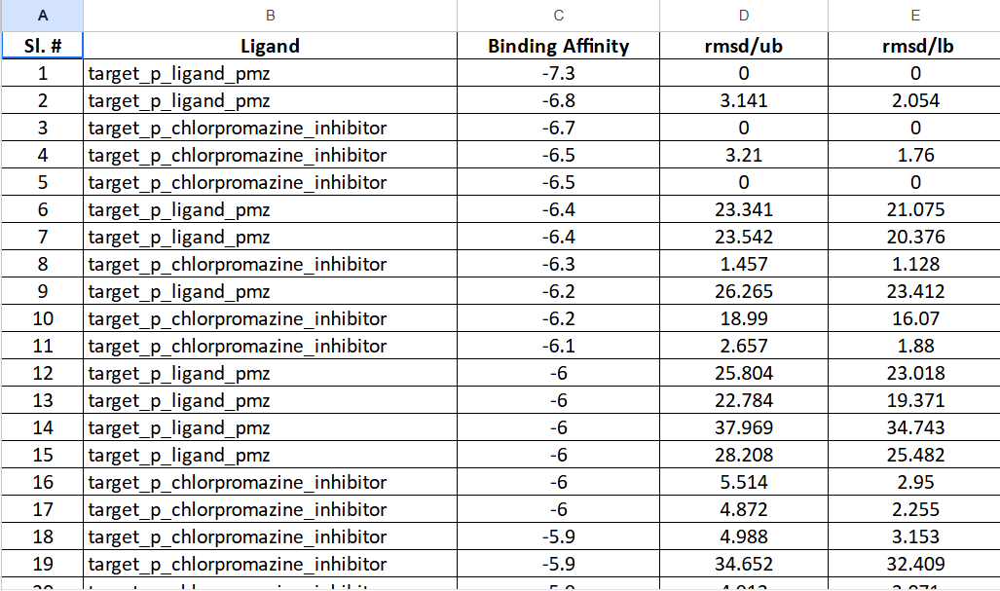 A B C D E
Sl. # Ligand Binding Affinity rmsd/ub rmsd/lb
1 target_p_ligand_pmz -7.3 0 0
2 target_p_ligand_pmz -6.8 3.141 2.054
3 target_p_chlorpromazine_inhibitor -6.7 0 0
4 target_p_chlorpromazine_inhibitor -6.5 3.21 1.76
5 target_p_chlorpromazine_inhibitor -6.5 0 0
6 target_p_ligand_pmz -6.4 23.341 21.075
7 target_p_ligand_pmz -6.4 23.542 20.376
8 target_p_chlorpromazine_inhibitor -6.3 1.457 1.128
9 target_p_ligand_pmz -6.2 26.265 23.412
10 target_p_chlorpromazine_inhibitor -6.2 18.99 16.07
11 target_p_chlorpromazine_inhibitor -6.1 2.657 1.88
12 target_p_ligand_pmz -6 25.804 23.018
13 target_p_ligand_pmz -6 22.784 19.371
14 target_p_ligand_pmz -6 37.969 34.743
15 target_p_ligand_pmz -6 28.208 25.482
16 target_p_chlorpromazine_inhibitor -6 5.514 2.95
17 target_p_chlorpromazine_inhibitor -6 4.872 2.255
18 target_p_chlorpromazine_inhibitor -5.9 4.988 3.153
19 target_p_chlorpromazine_inhibitor -5.9 34.652 32.409